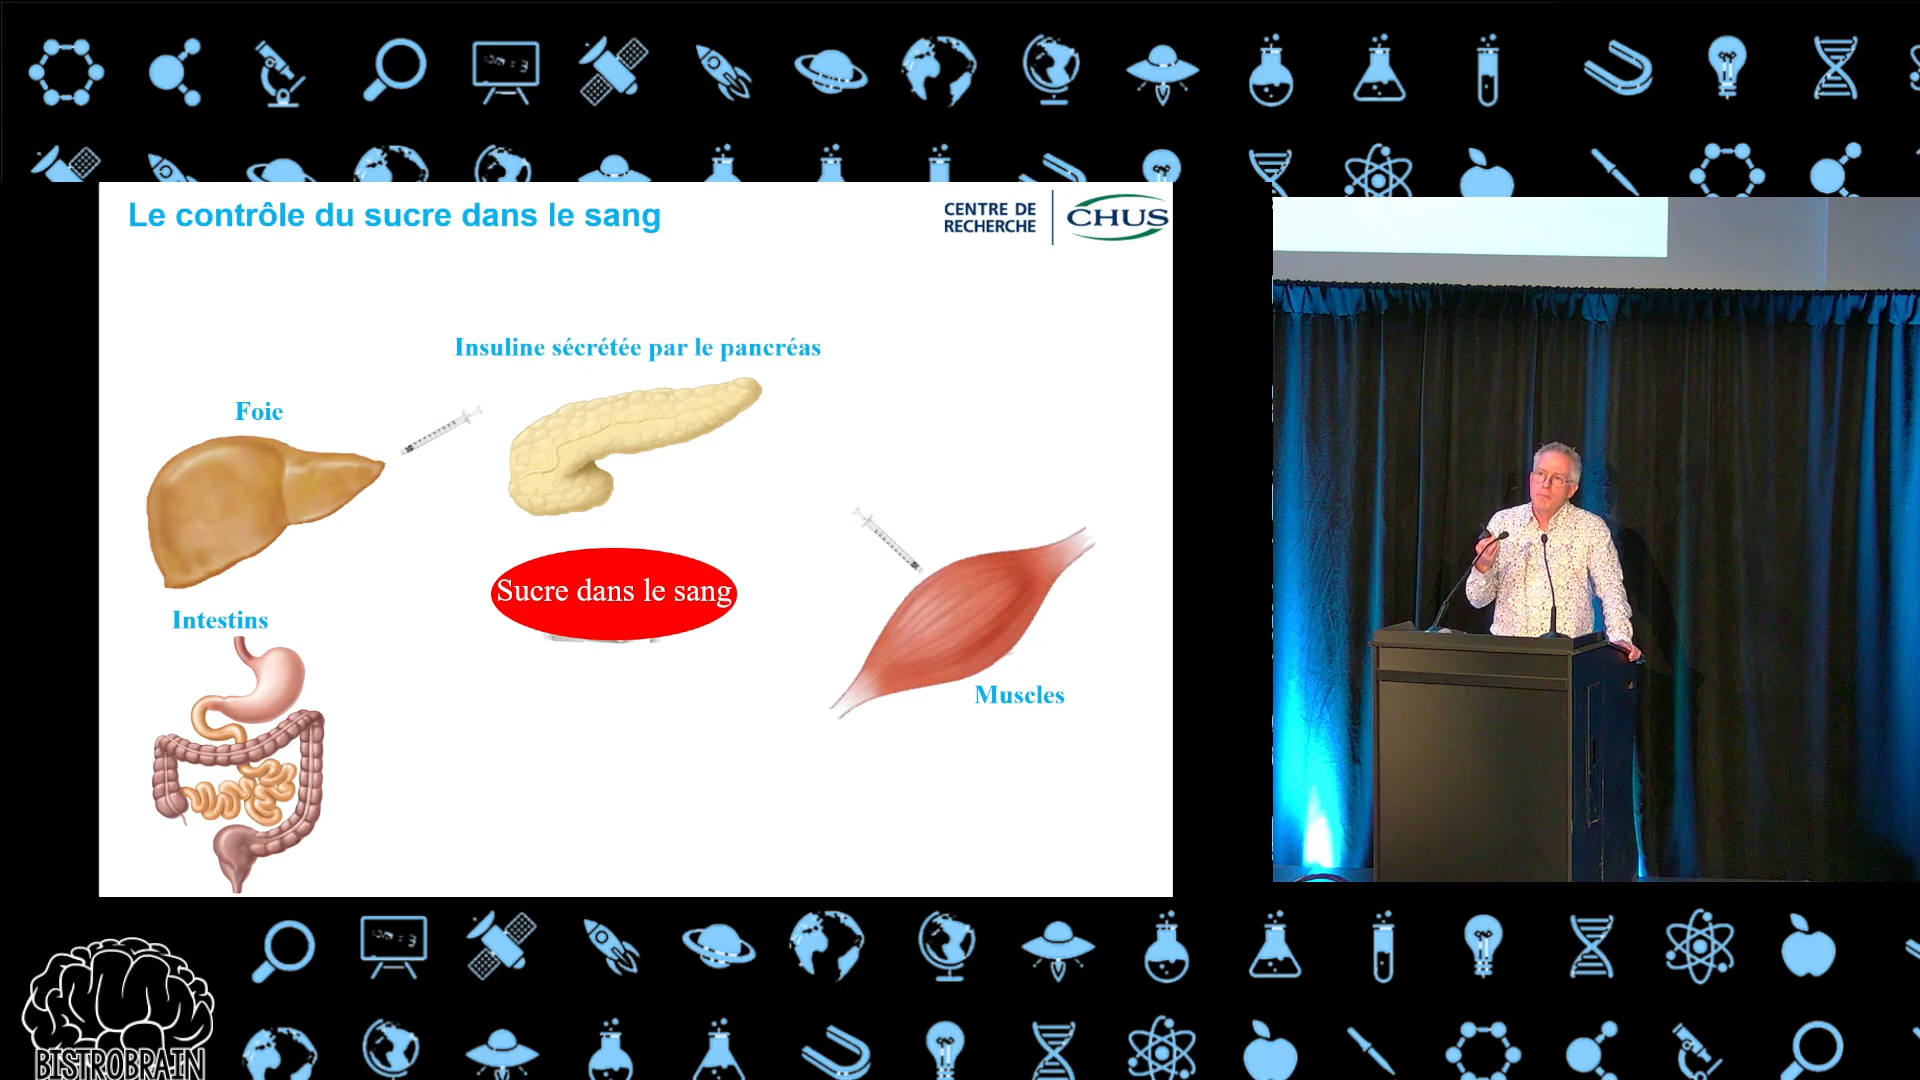 Le contrôle du sucre dans le sang
CENTRE DE
RECHERCHE
CHUS
Insuline sécrétée par le pancréas
Foie
Sucre dans le sang
Intestins
Muscles
BISTROBRAIN